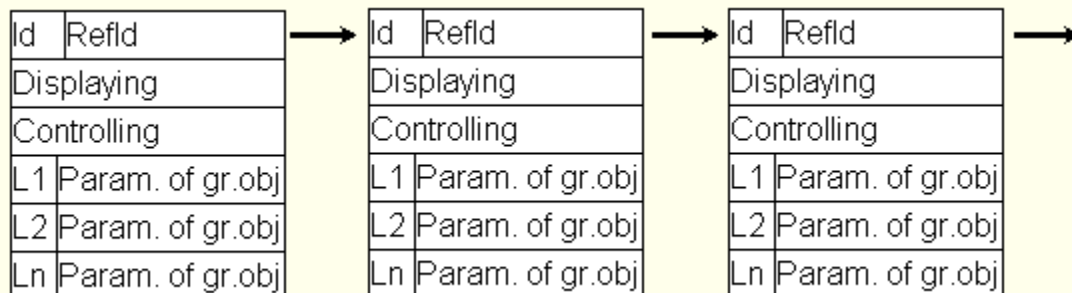 Id RefId
Displaying
Controlling
L1 Param. of gr.obj
L2 Param. of gr.obj
Ln Param. of gr.obj
Id RefId
Displaying
Controlling
L1 Param. of gr.obj
L2 Param. of gr.obj
Ln Param. of gr.obj
Id RefId
Displaying
Controlling
L1 Param. of gr.obj
L2 Param. of gr.obj
Ln Param. of gr.obj